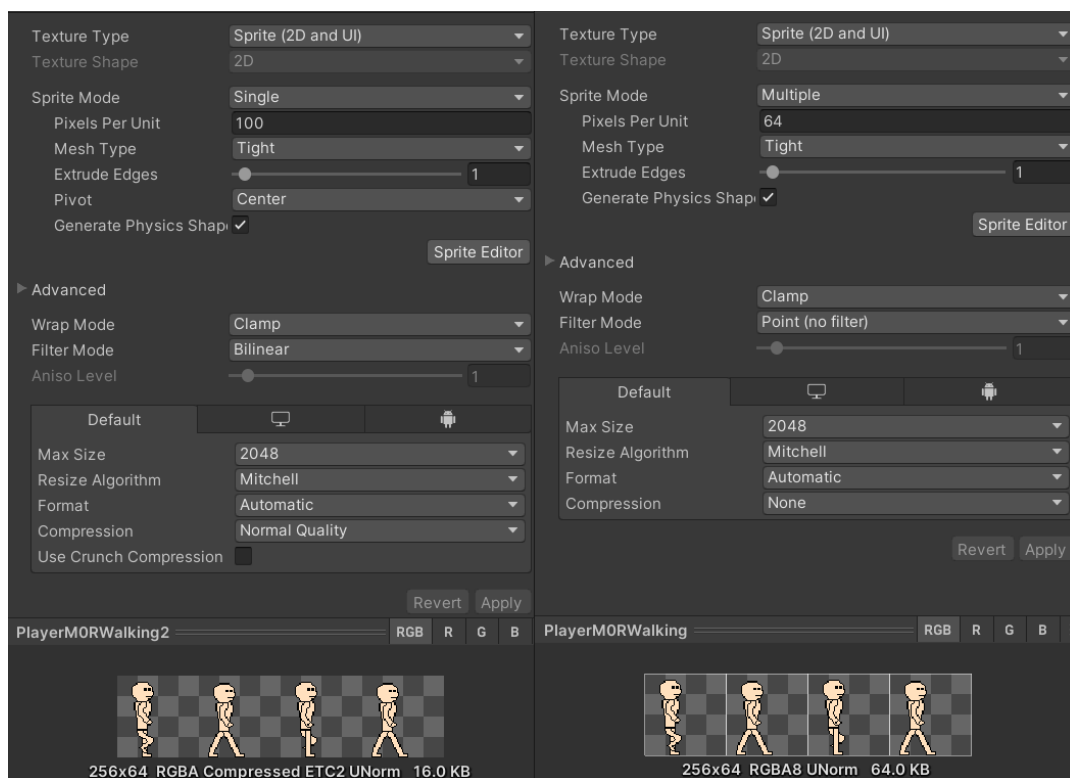 Texture Type Sprite (2D and UI)
Texture Shape 2D
Sprite Mode Single
Pixels Per Unit 100
Mesh Type Tight
Extrude Edges 1
Pivot Center
Generate Physics Shap
Sprite Editor
Advanced
Wrap Mode Clamp
Filter Mode Bilinear
Aniso Level 1
Default
Max Size 2048
Resize Algorithm Mitchell
Format Automatic
Compression Normal Quality
Use Crunch Compression
Revert Apply
PlayerM0RWalking2 RGB R G B
256x64 RGBA Compressed ETC2 UNorm 16.0 KB
Texture Type Sprite (2D and UI)
Texture Shape 2D
Sprite Mode Multiple
Pixels Per Unit 64
Mesh Type Tight
Extrude Edges 1
Generate Physics Shap
Sprite Editor
Advanced
Wrap Mode Clamp
Filter Mode Point (no filter)
Aniso Level 1
Default
Max Size 2048
Resize Algorithm Mitchell
Format Automatic
Compression None
Revert Apply
PlayerM0RWalking RGB R G B
256x64 RGBA8 UNorm 64.0 KB